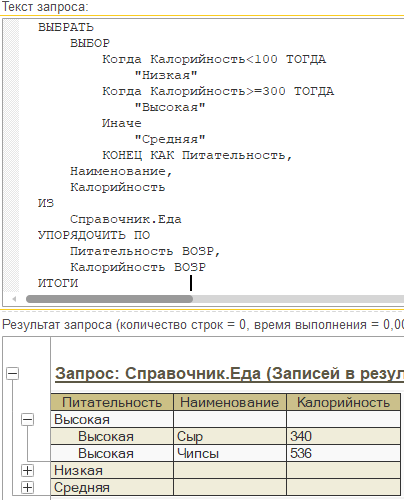 Текст запроса:
ВЫБРАТЬ
ВЫБОР
Когда Калорийность<100 ТОГДА
"Низкая"
Когда Калорийность>=300 ТОГДА
"Высокая"
Иначе
"Средняя"
КОНЕЦ КАК Питательность,
Наименование,
Калорийность
ИЗ
Справочник.Еда
УПОРЯДОЧИТЬ ПО
Питательность ВОЗР,
Калорийность ВОЗР
ИТОГИ
Результат запроса (количество строк = 0, время выполнения = 0,00
Запрос: Справочник.Еда (Записей в резул
Питательность Наименование Калорийность
Высокая
Высокая Сыр 340
Высокая Чипсы 536
Низкая
Средняя